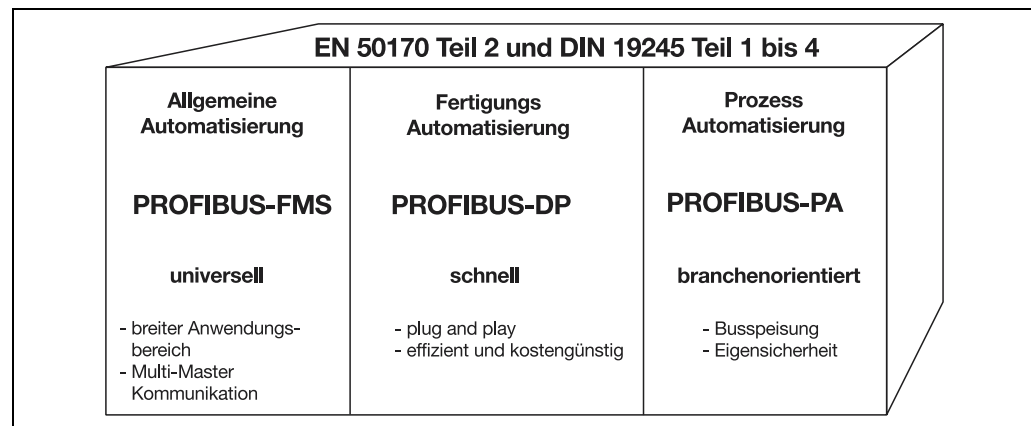 EN 50170 Teil 2 und DIN 19245 Teil 1 bis 4
Allgemeine
Automatisierung
PROFIBUS-FMS
universell
- breiter Anwendungs-
bereich
- Multi-Master
Kommunikation
Fertigungs
Automatisierung
PROFIBUS-DP
schnell
- plug and play
- effizient und kostengünstig
Prozess
Automatisierung
PROFIBUS-PA
branchenorientiert
- Busspeisung
- Eigensicherheit